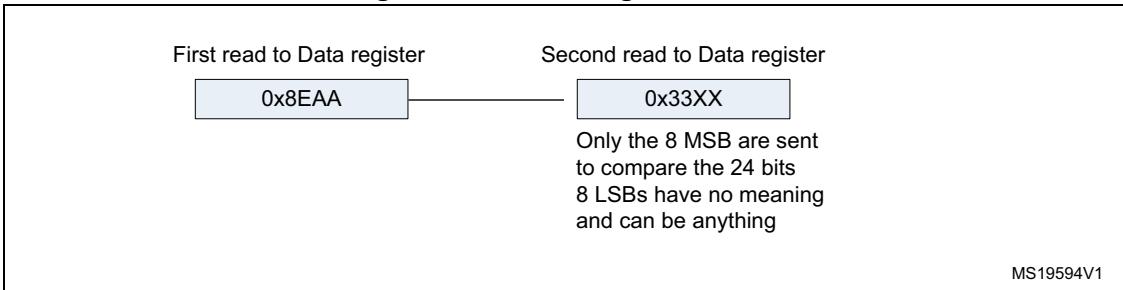 First read to Data register
Second read to Data register
0x8EAA
0x33XX
Only the 8 MSB are sent
to compare the 24 bits
8 LSBs have no meaning
and can be anything
MS19594V1